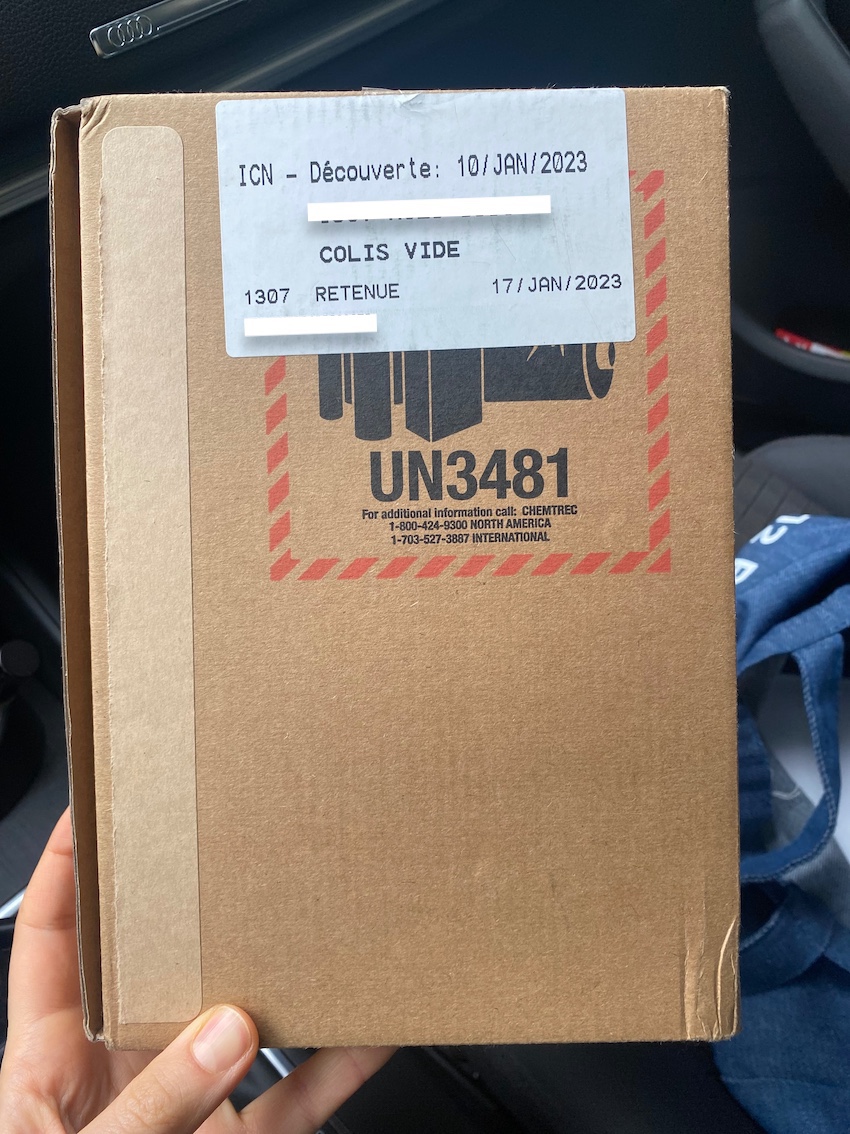 ICN - Découverte: 10/JAN/2023
COLIS VIDE
1307 RETENUE 17/JAN/2023
UN3481
For additional information call: CHEMTREC
1-800-424-9300 NORTH AMERICA
1-703-527-3887 INTERNATIONAL